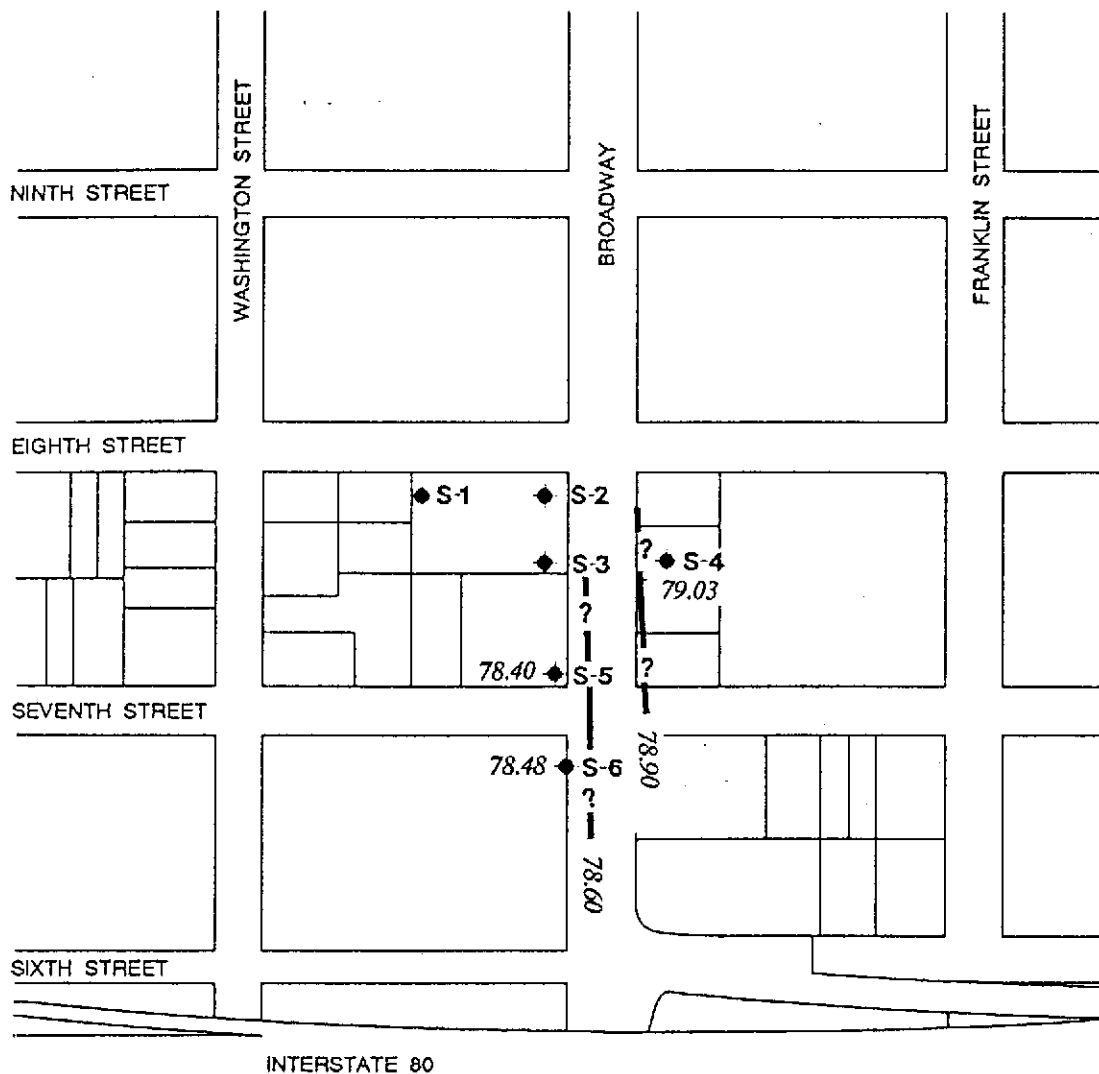 WASHINGTON STREET
BROADWAY
FRANKLIN STREET
NINTH STREET
EIGHTH STREET
S-1
S-2
S-3
? S-4
79.03
?
?
78.40 S-5
SEVENTH STREET
78.90
78.48 S-6
?
78.60
SIXTH STREET
INTERSTATE 80